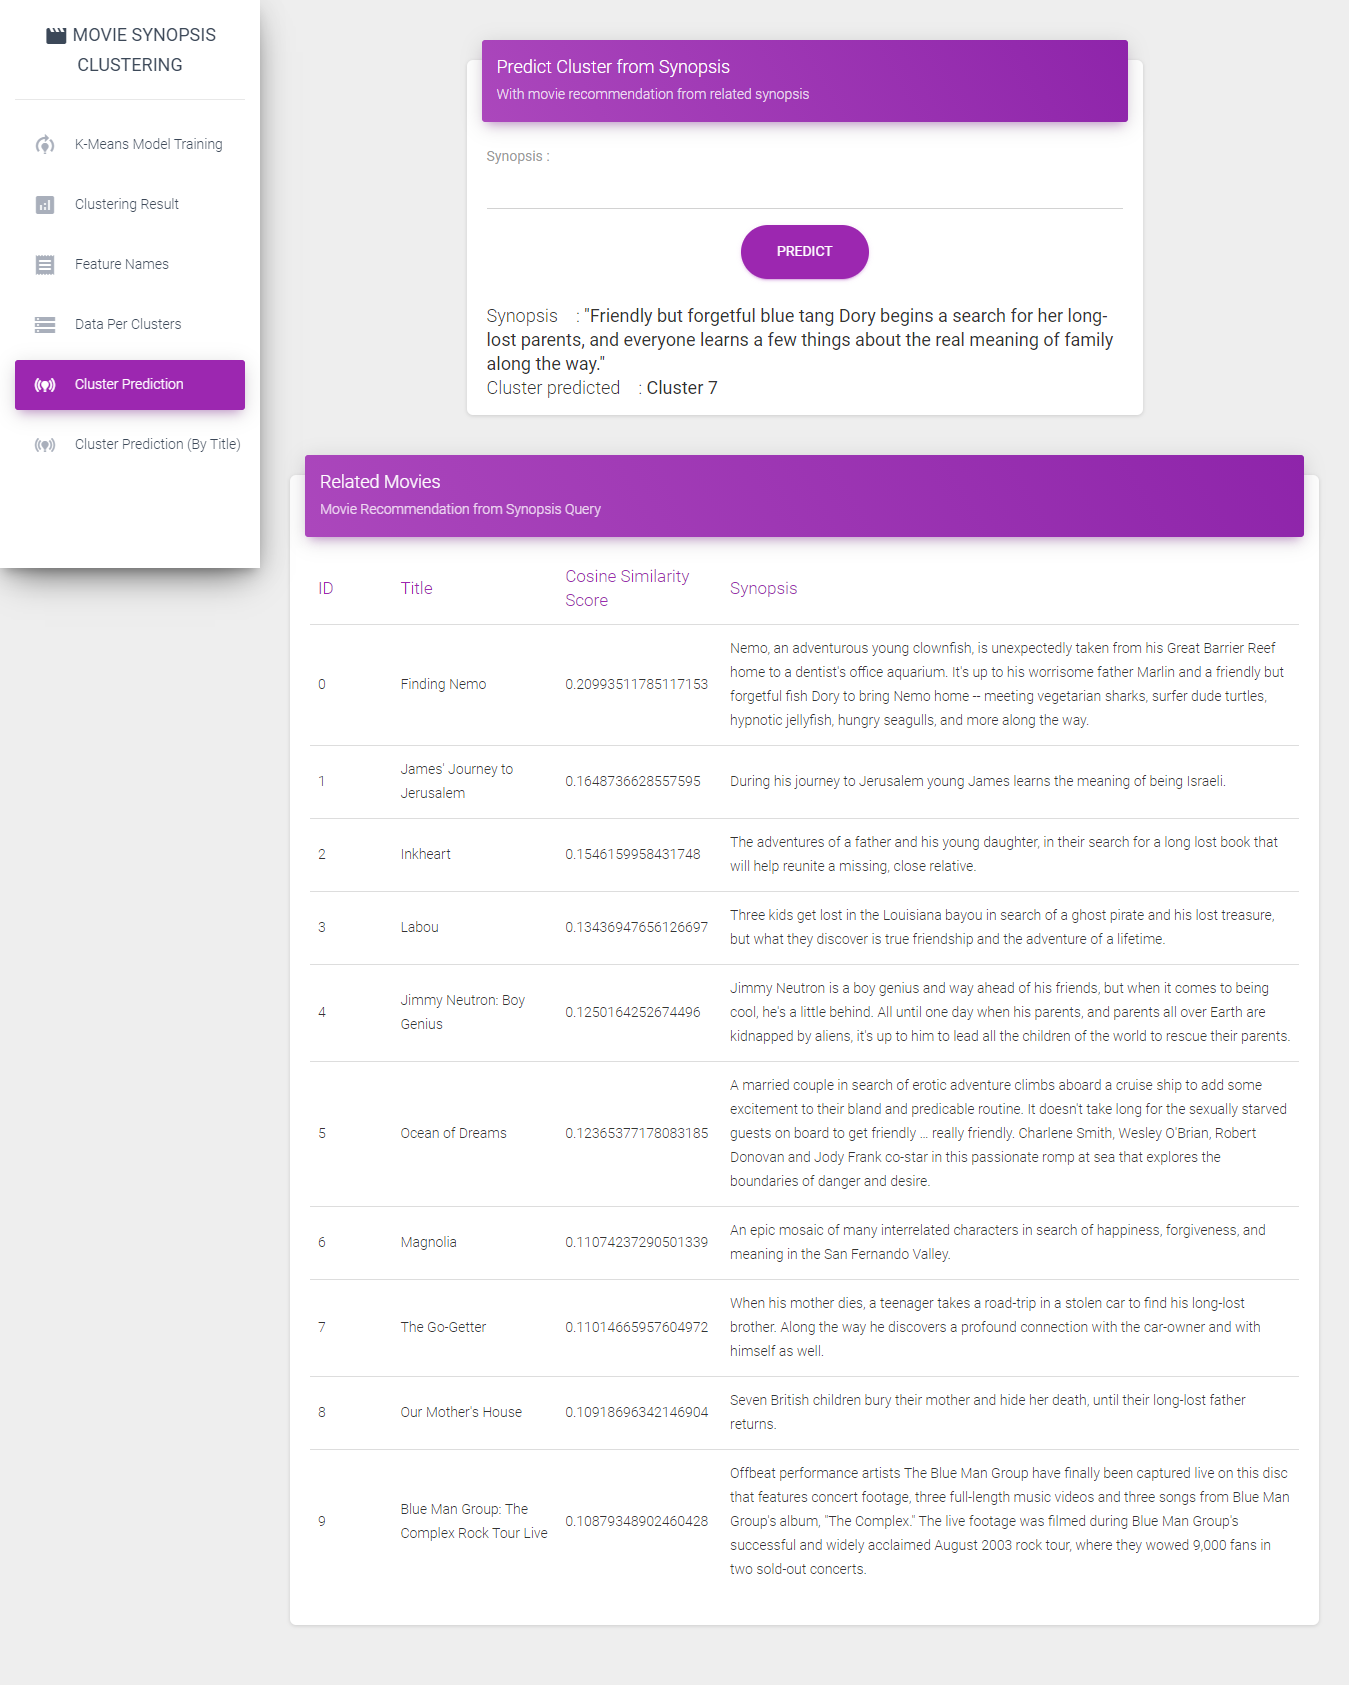 MOVIE SYNOPSIS
CLUSTERING
K-Means Model Training
Clustering Result
Feature Names
Data Per Clusters
Cluster Prediction
Cluster Prediction (By Title)
Predict Cluster from Synopsis
With movie recommendation from related synopsis
Synopsis :
PREDICT
Synopsis : "Friendly but forgetful blue tang Dory begins a search for her long-
lost parents, and everyone learns a few things about the real meaning of family
along the way."
Cluster predicted : Cluster 7
Related Movies
Movie Recommendation from Synopsis Query
ID Title Cosine Similarity Score Synopsis
0 Finding Nemo 0.20993511785117153 Nemo, an adventurous young clownfish, is unexpectedly taken from his Great Barrier Reef
home to a dentist's office aquarium. It's up to his worrisome father Marlin and a friendly but
forgetful fish Dory to bring Nemo home -- meeting vegetarian sharks, surfer dude turtles,
hypnotic jellyfish, hungry seagulls, and more along the way.
1 James' Journey to Jerusalem 0.1648736628557595 During his journey to Jerusalem young James learns the meaning of being Israeli.
2 Inkheart 0.1546159958431748 The adventures of a father and his young daughter, in their search for a long lost book that
will help reunite a missing, close relative.
3 Labou 0.13436947656126697 Three kids get lost in the Louisiana bayou in search of a ghost pirate and his lost treasure,
but what they discover is true friendship and the adventure of a lifetime.
4 Jimmy Neutron: Boy Genius 0.1250164252674496 Jimmy Neutron is a boy genius and way ahead of his friends, but when it comes to being
cool, he's a little behind. All until one day when his parents, and parents all over Earth are
kidnapped by aliens, it's up to him to lead all the children of the world to rescue their parents.
5 Ocean of Dreams 0.12365377178083185 A married couple in search of erotic adventure climbs aboard a cruise ship to add some
excitement to their bland and predicable routine. It doesn't take long for the sexually starved
guests on board to get friendly ... really friendly. Charlene Smith, Wesley O'Brian, Robert
Donovan and Jody Frank co-star in this passionate romp at sea that explores the
boundaries of danger and desire.
6 Magnolia 0.11074237290501339 An epic mosaic of many interrelated characters in search of happiness, forgiveness, and
meaning in the San Fernando Valley.
7 The Go-Getter 0.11014665957604972 When his mother dies, a teenager takes a road-trip in a stolen car to find his long-lost
brother. Along the way he discovers a profound connection with the car-owner and with
himself as well.
8 Our Mother's House 0.10918696342146904 Seven British children bury their mother and hide her death, until their long-lost father
returns.
9 Blue Man Group: The Complex Rock Tour Live 0.10879348902460428 Offbeat performance artists The Blue Man Group have finally been captured live on this disc
that features concert footage, three full-length music videos and three songs from Blue Man
Group's album, "The Complex." The live footage was filmed during Blue Man Group's
successful and widely acclaimed August 2003 rock tour, where they wowed 9,000 fans in
two sold-out concerts.